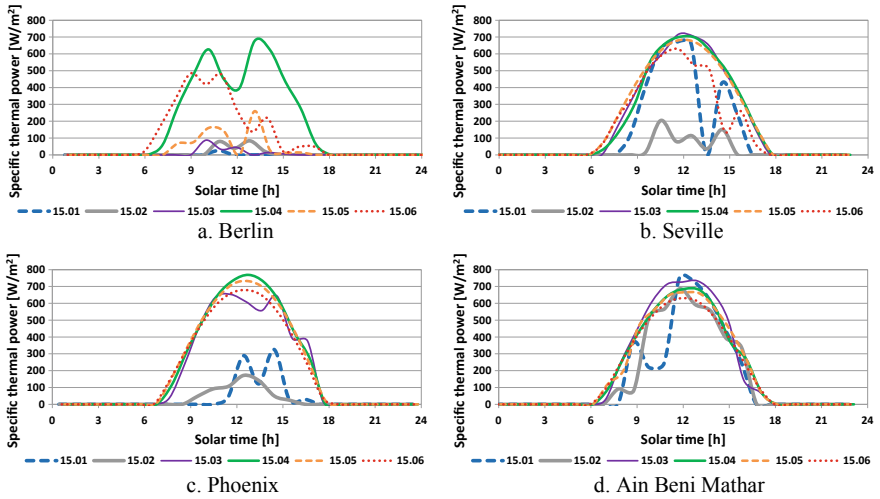 Specific thermal power [W/m²]
800
700
600
500
400
300
200
100
0
0 3 6 9 12 15 18 21 24
Solar time [h]
15.01 15.02 15.03 15.04 15.05 15.06
a. Berlin
Specific thermal power [W/m²]
800
700
600
500
400
300
200
100
0
0 3 6 9 12 15 18 21 24
Solar time [h]
15.01 15.02 15.03 15.04 15.05 15.06
b. Seville
Specific thermal power [W/m²]
800
700
600
500
400
300
200
100
0
0 3 6 9 12 15 18 21 24
Solar time [h]
15.01 15.02 15.03 15.04 15.05 15.06
c. Phoenix
Specific thermal power [W/m²]
800
700
600
500
400
300
200
100
0
0 3 6 9 12 15 18 21 24
Solar time [h]
15.01 15.02 15.03 15.04 15.05 15.06
d. Ain Beni Mathar